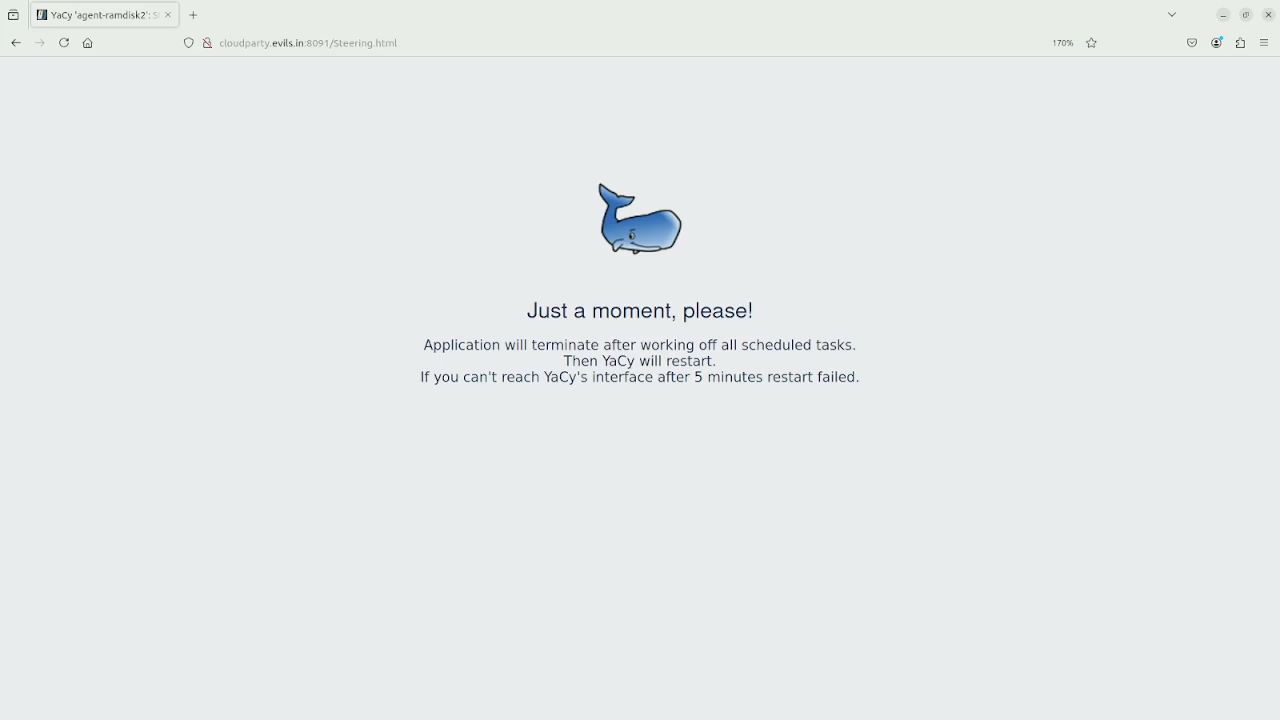 YaCy 'agent-ramdisk2': S
cloudparty.evils.in:8091/Steering.html
170%
Just a moment, please!
Application will terminate after working off all scheduled tasks.
Then YaCy will restart.
If you can't reach YaCy's interface after 5 minutes restart failed.